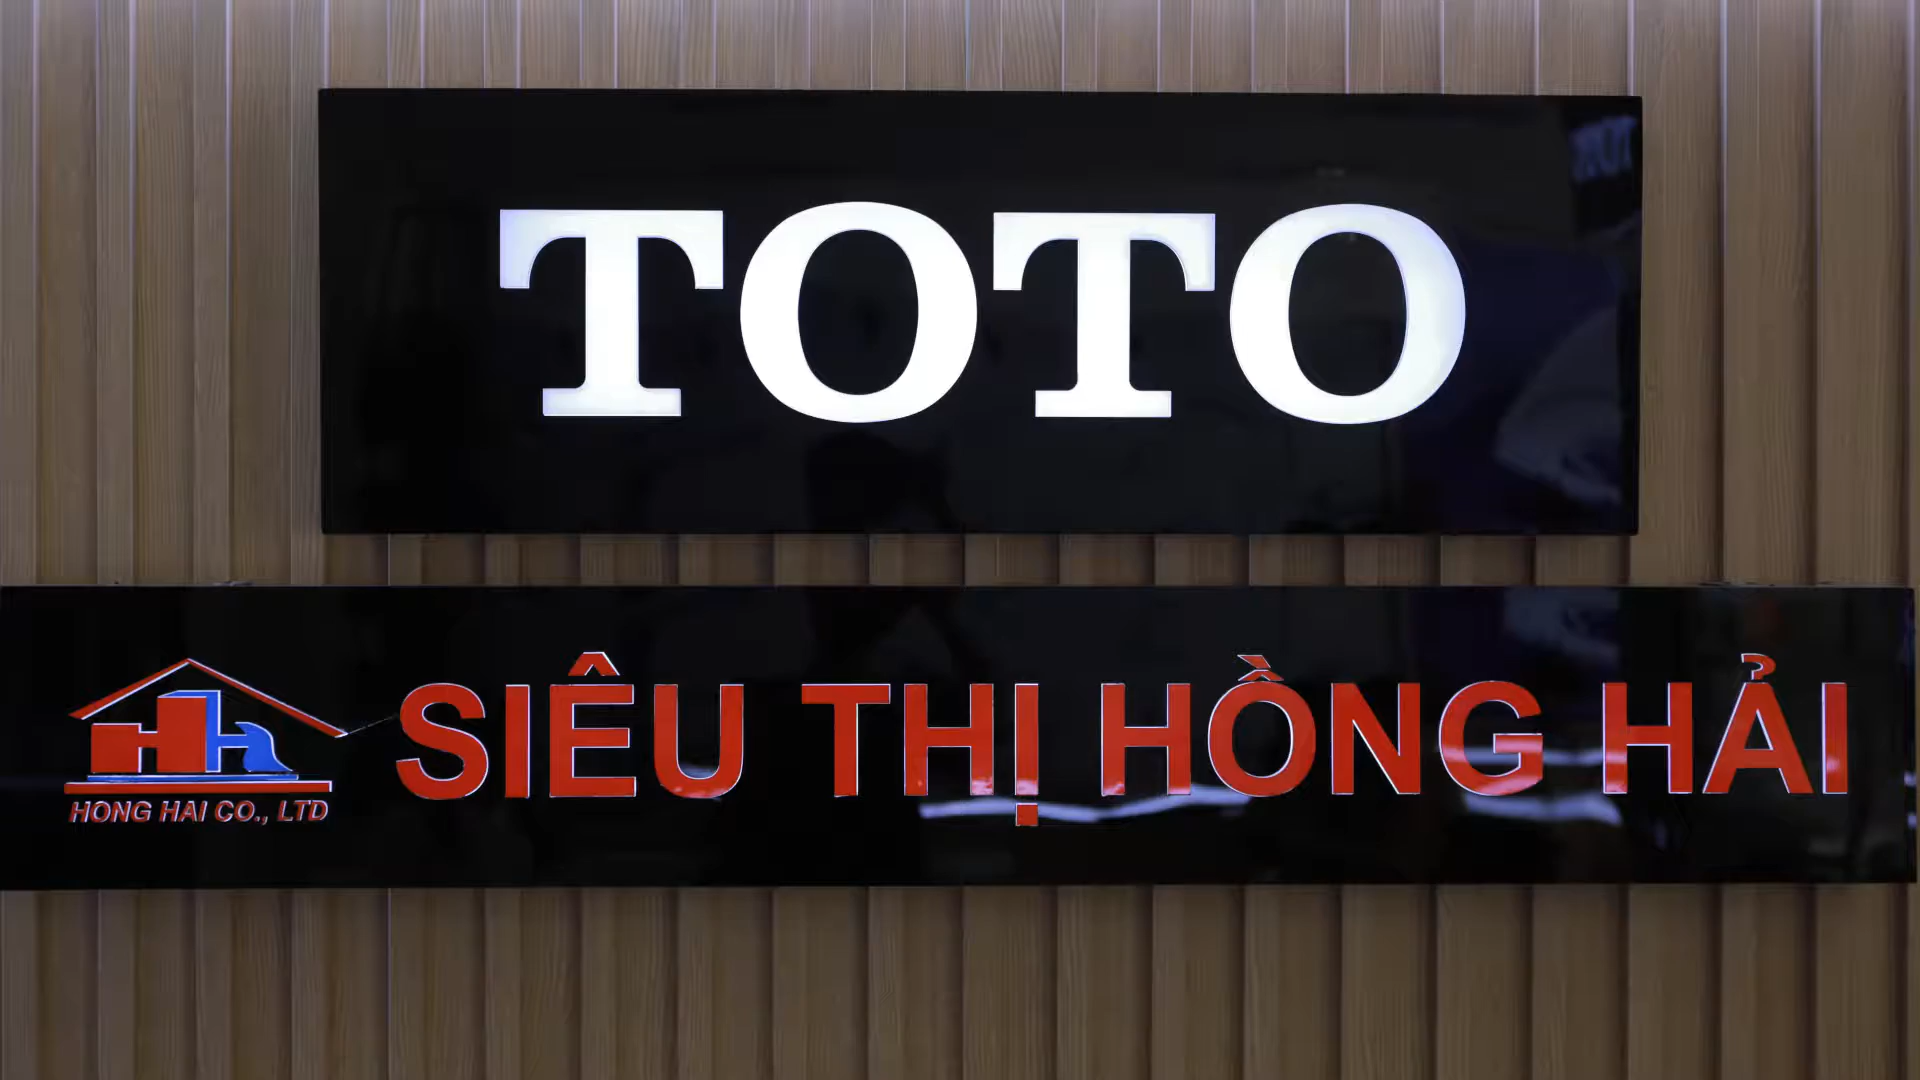 TOTO
SIÊU THỊ HỒNG HẢI
HONG HAI CO., LTD